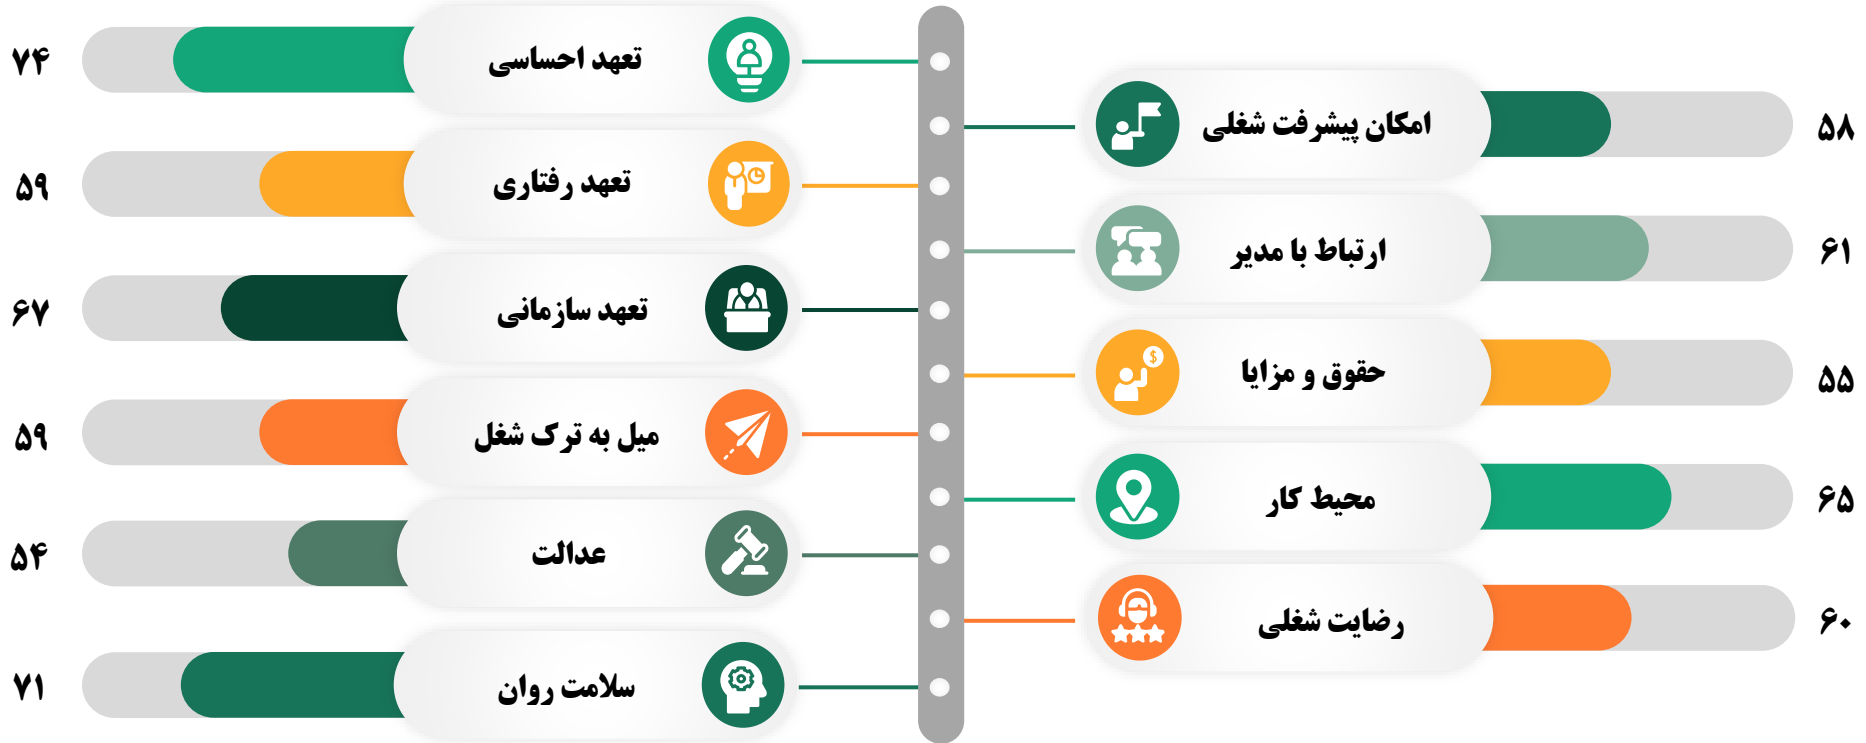 امکان پیشرفت شغلی
۵۸
ارتباط با مدیر
۶۱
حقوق و مزایا
۵۵
محیط کار
۶۵
رضایت شغلی
۶۰
تعهد احساسی
۷۴
تعهد رفتاری
۵۹
تعهد سازمانی
۶۷
میل به ترک شغل
۵۹
عدالت
۵۴
سلامت روان
۷۱